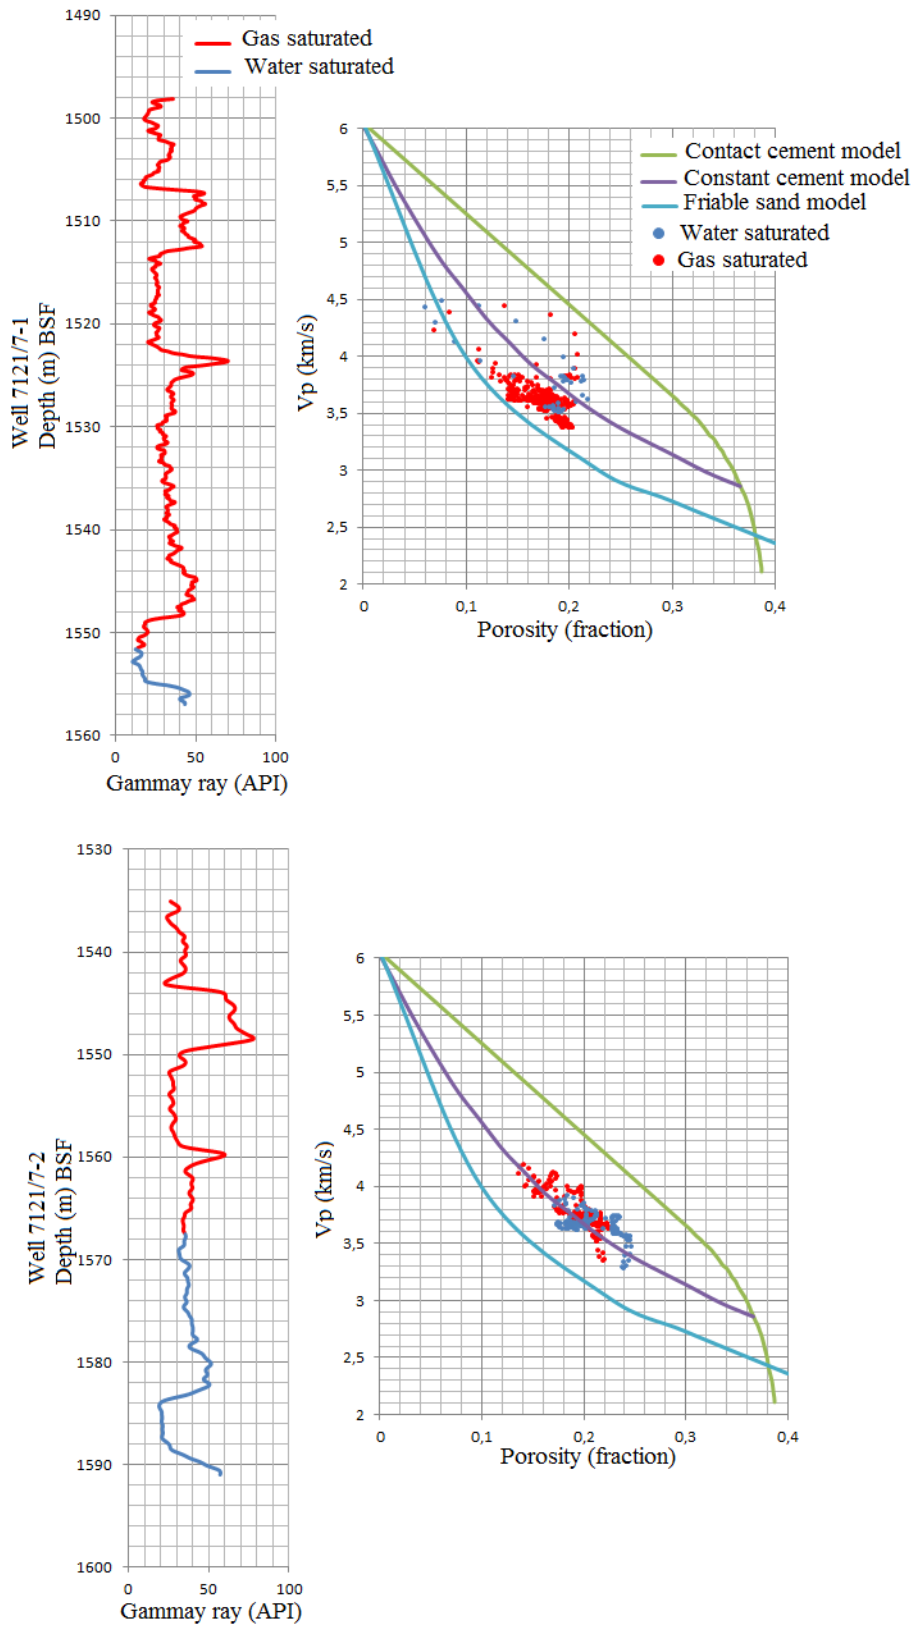 1490
Gas saturated
Water saturated
1500
1510
1520
1530
1540
1550
1560
0
50
100
Gammay ray (API)
Well 7121/7-1
Depth (m) BSF
6
5,5
5
4,5
4
3,5
3
2,5
2
Vp (km/s)
Contact cement model
Constant cement model
Friable sand model
Water saturated
Gas saturated
0
0,1
0,2
0,3
0,4
Porosity (fraction)
1530
1540
1550
1560
1570
1580
1590
1600
0
50
100
Gammay ray (API)
Well 7121/7-2
Depth (m) BSF
6
5,5
5
4,5
4
3,5
3
2,5
2
Vp (km/s)
0
0,1
0,2
0,3
0,4
Porosity (fraction)